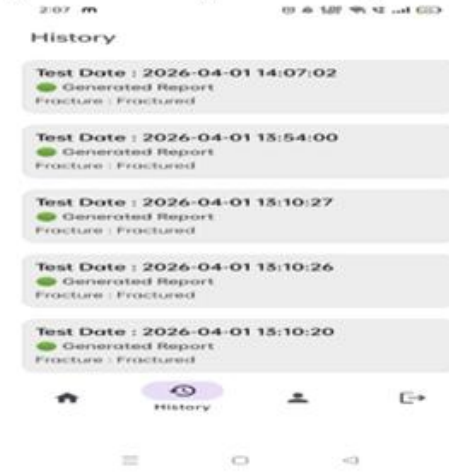 2:07 m
History
Test Date : 2026-04-01 14:07:02
Generated Report
Fracture : Fractured
Test Date : 2026-04-01 13:54:00
Generated Report
Fracture : Fractured
Test Date : 2026-04-01 13:10:27
Generated Report
Fracture : Fractured
Test Date : 2026-04-01 13:10:26
Generated Report
Fracture : Fractured
Test Date : 2026-04-01 13:10:20
Generated Report
Fracture : Fractured
History